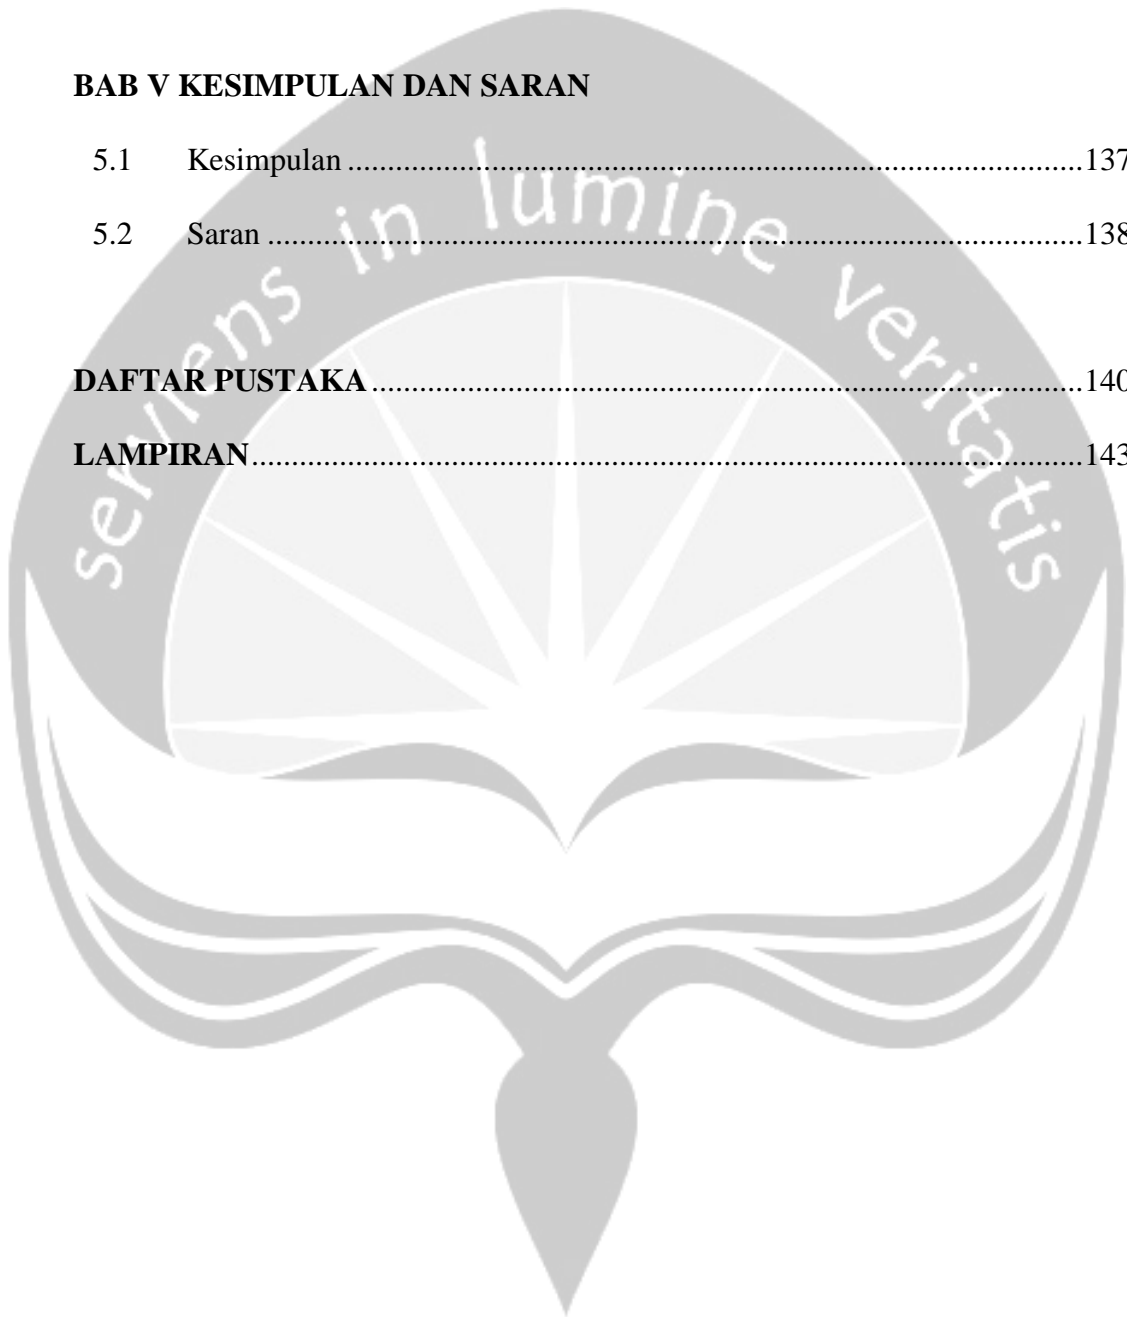 BAB V KESIMPULAN DAN SARAN
5.1 Kesimpulan ........................................................................................... 137
5.2 Saran ..................................................................................................... 138
DAFTAR PUSTAKA ........................................................................................ 140
LAMPIRAN ....................................................................................................... 143
serviens in lumine veritatis